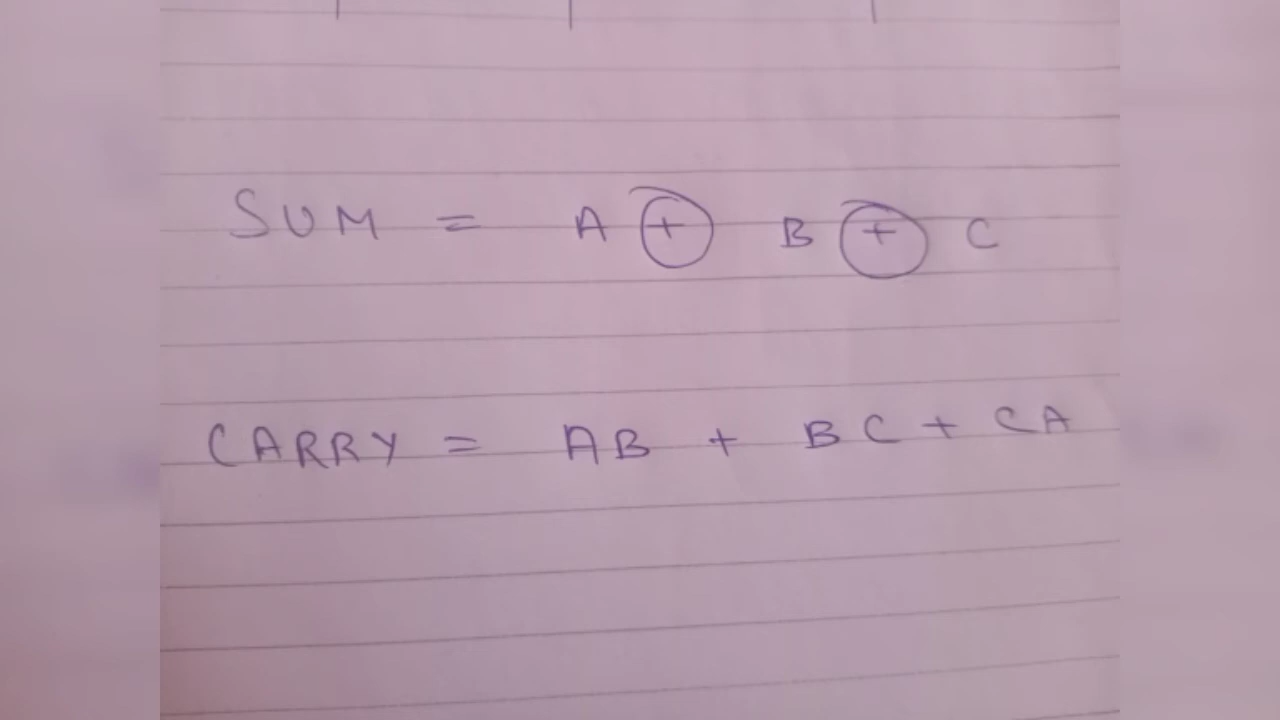 SUM = A ⊕ B ⊕ C
CARRY = AB + BC + CA